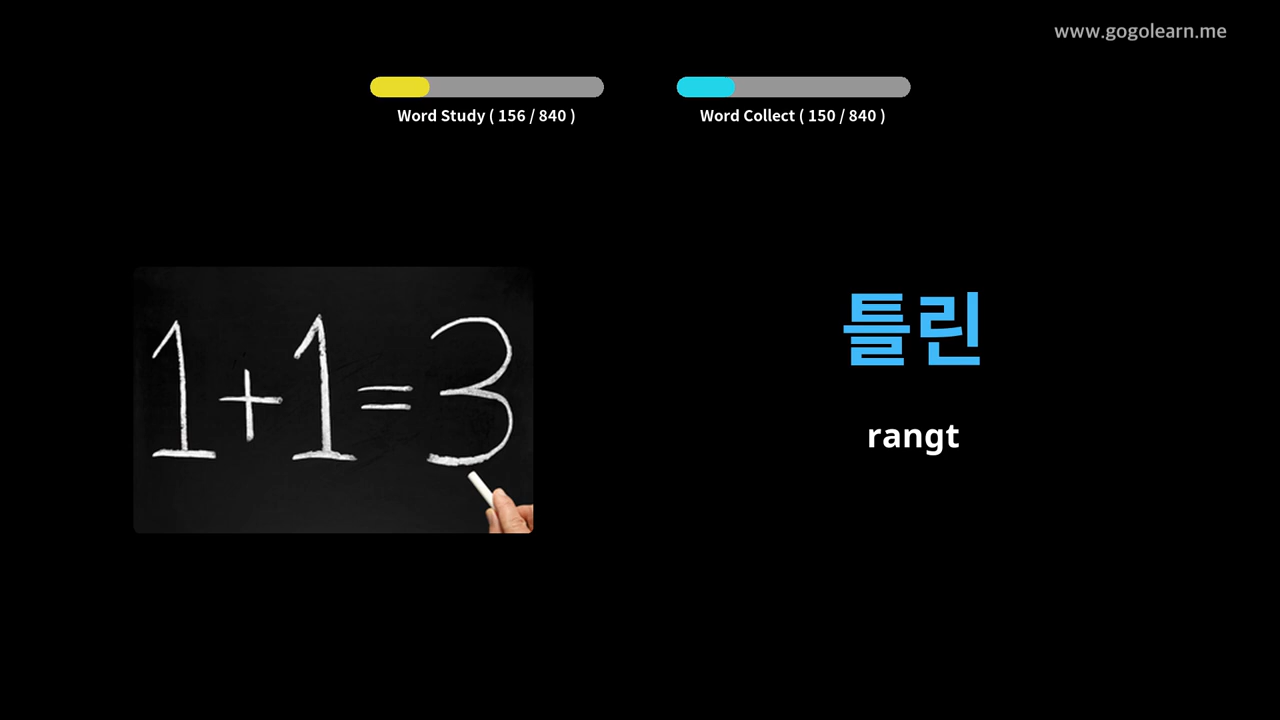 www.gogolearn.me
Word Study ( 156 / 840 )
Word Collect ( 150 / 840 )
1+1=3
틀린
rangt